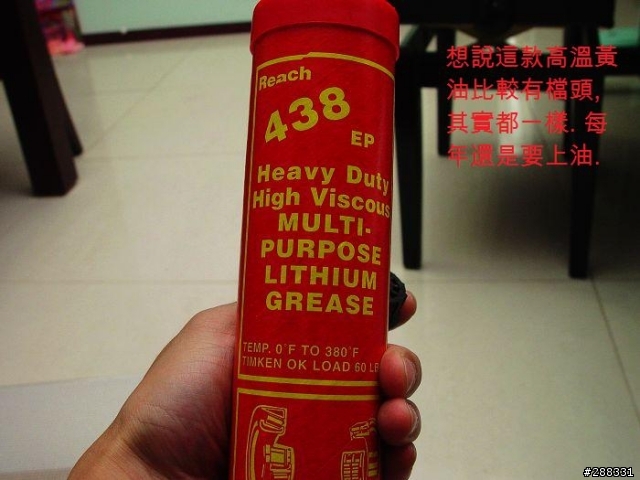 Reach
438
EP
Heavy Duty
High Viscous
MULTI-
PURPOSE
LITHIUM
GREASE
TEMP. 0°F TO 380°F
TIMKEN OK LOAD 60 LB
想說這款高溫黃
油比較有檔頭,
其實都一樣. 每
年還是要上油.
#288331